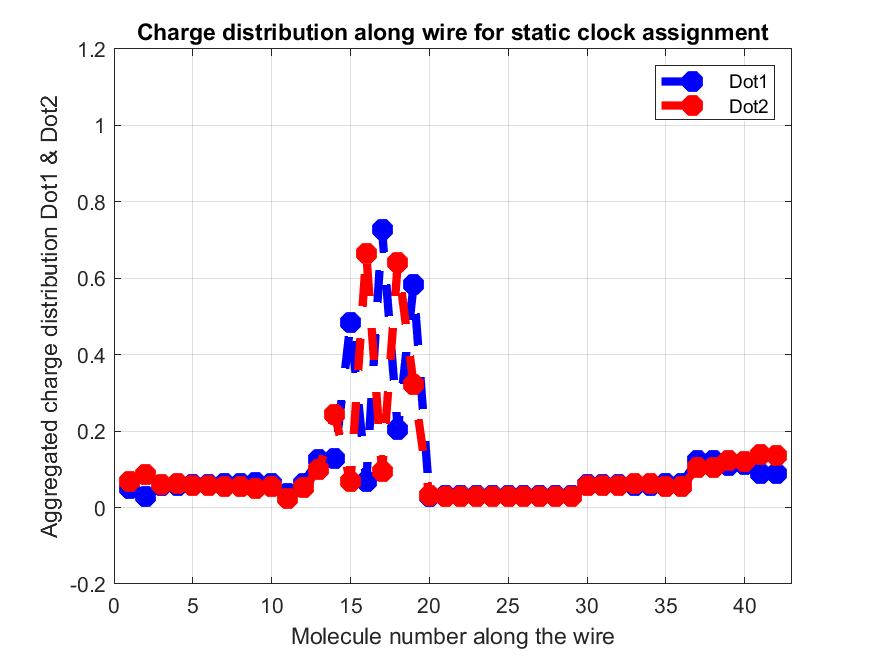 Charge distribution along wire for static clock assignment
Aggregated charge distribution Dot1 & Dot2
1.2
1
0.8
0.6
0.4
0.2
0
-0.2
Dot1
Dot2
0 5 10 15 20 25 30 35 40
Molecule number along the wire